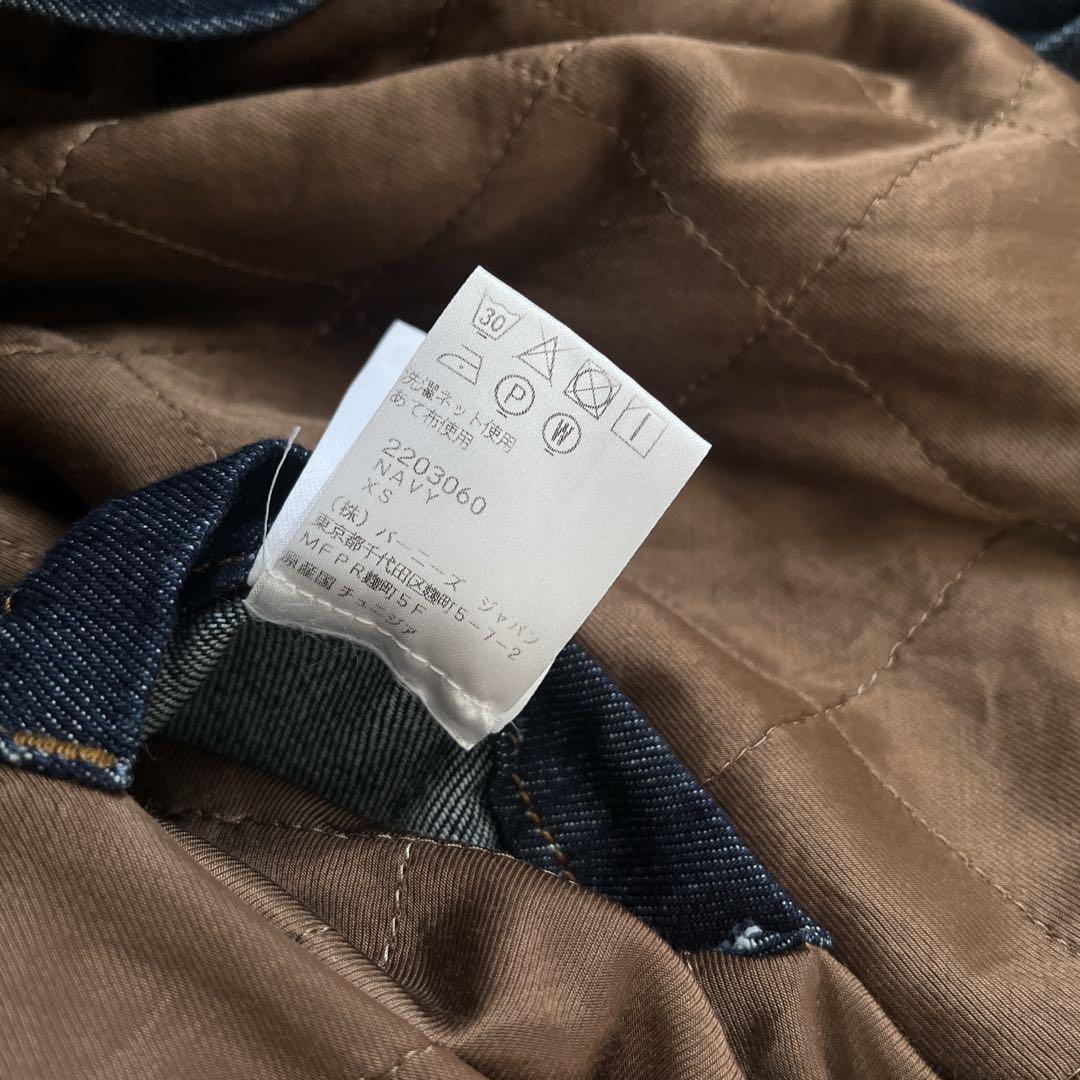 30
P
W
洗濯ネット使用
あて布使用
2203060
NAVY
XS
(株) バーニーズ ジャパン
東京都千代田区麹町5-7-2
MFPR麹町5F
原産国 チュニジア